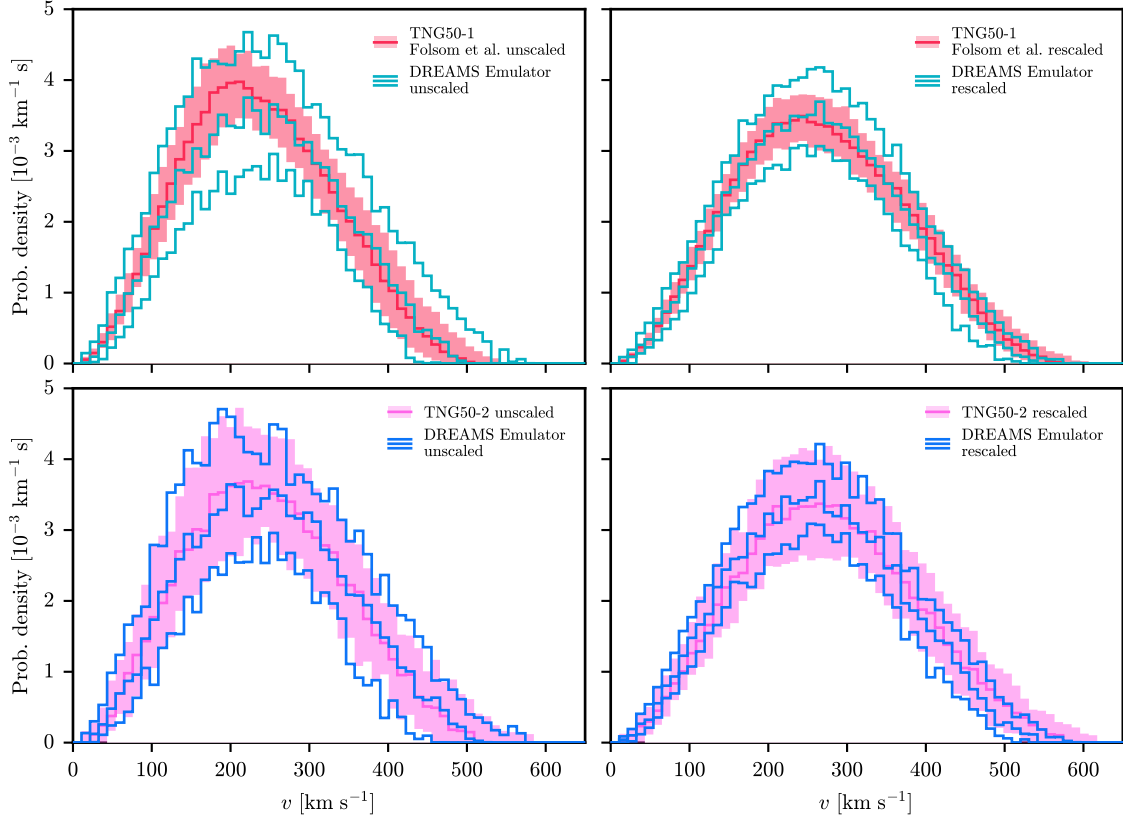 5
4
3
2
1
0
Prob. density [10⁻³ km⁻¹ s]
TNG50-1
Folsom et al. unscaled
DREAMS Emulator
unscaled
TNG50-1
Folsom et al. rescaled
DREAMS Emulator
rescaled
5
4
3
2
1
0
Prob. density [10⁻³ km⁻¹ s]
TNG50-2 unscaled
DREAMS Emulator
unscaled
TNG50-2 rescaled
DREAMS Emulator
rescaled
0 100 200 300 400 500 600
v [km s⁻¹]
0 100 200 300 400 500 600
v [km s⁻¹]